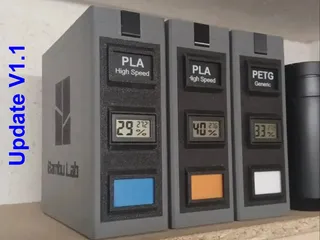 Update V1.1
PLA
High Speed
29 %
Bambu Lab
PLA
High Speed
40 %
PETG
Generic
33 %